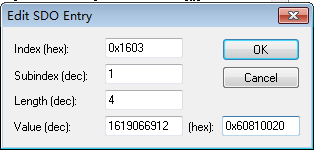 Edit SDO Entry
Index (hex): 0x1603 OK
Subindex (dec): 1 Cancel
Length (dec): 4
Value (dec): 1619066912 (hex): 0x60810020